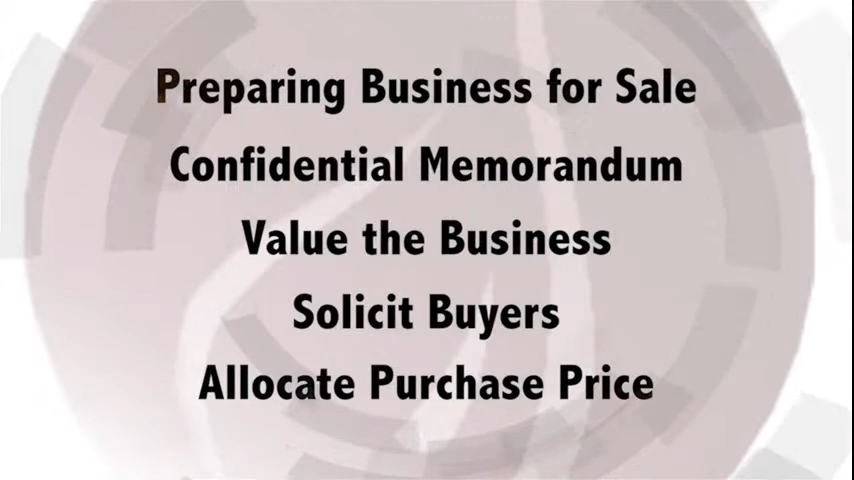 Preparing Business for Sale
Confidential Memorandum
Value the Business
Solicit Buyers
Allocate Purchase Price